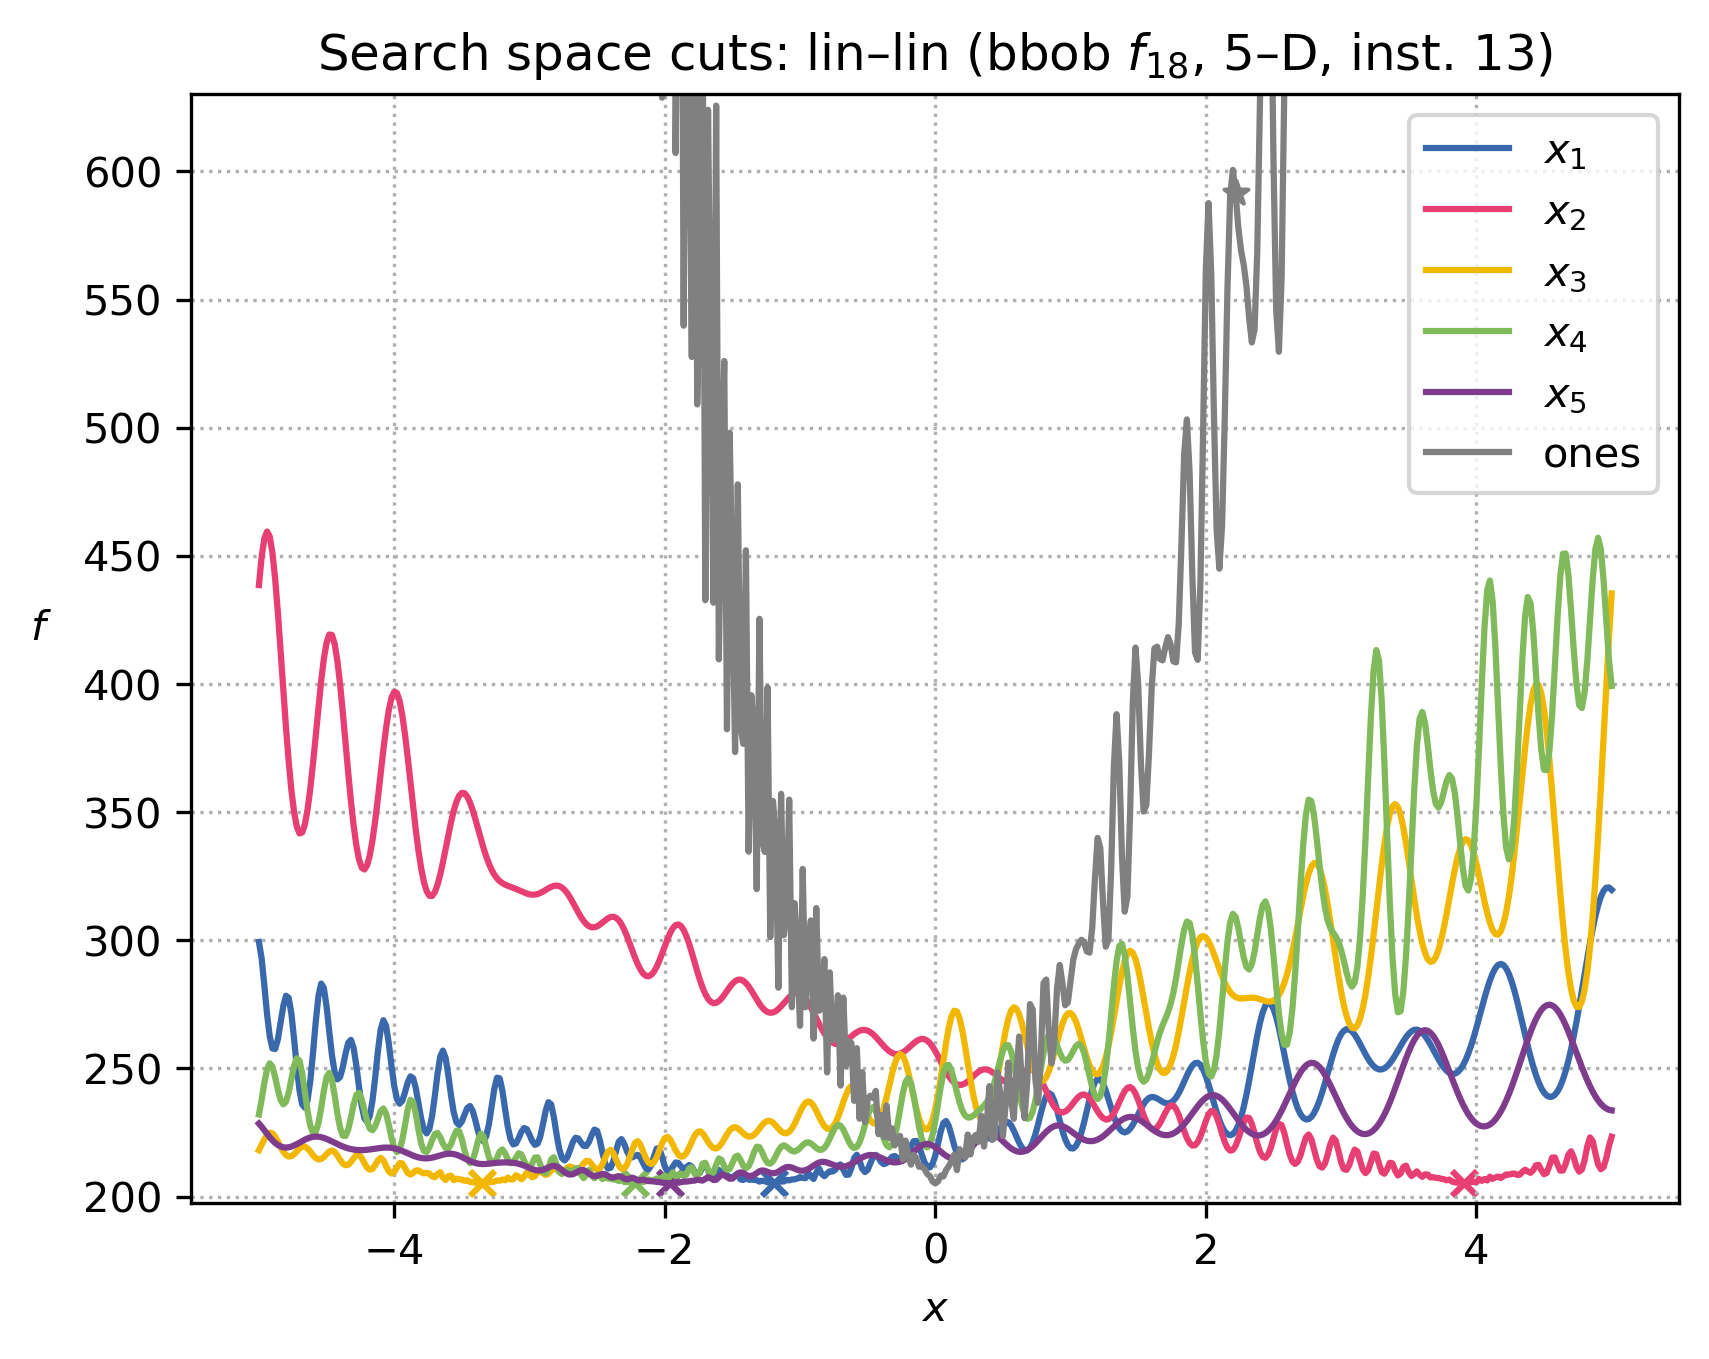 Search space cuts: lin–lin (bbob f₁₈, 5–D, inst. 13)
600
550
500
450
400
350
300
250
200
f
−4
−2
0
2
4
x
x₁
x₂
x₃
x₄
x₅
ones